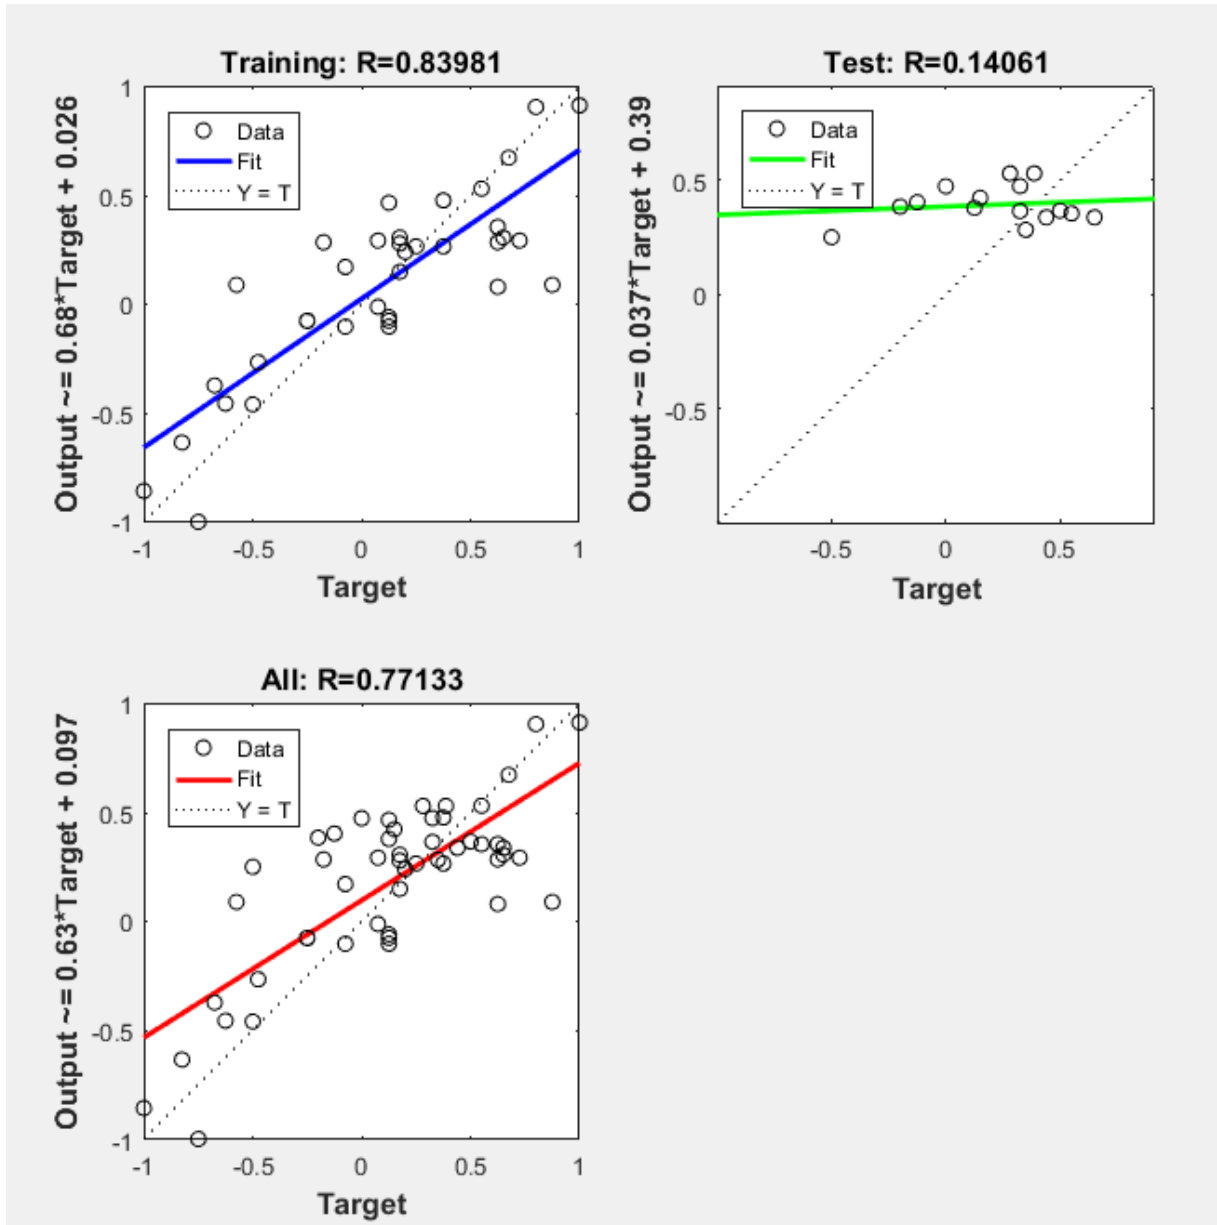 Training: R=0.83981
Output ~= 0.68*Target + 0.026
Data
Fit
Y = T
1
0.5
0
-0.5
-1
-1 -0.5 0 0.5 1
Target
Test: R=0.14061
Output ~= 0.037*Target + 0.39
Data
Fit
Y = T
0.5
0
-0.5
-0.5 0 0.5
Target
All: R=0.77133
Output ~= 0.63*Target + 0.097
Data
Fit
Y = T
1
0.5
0
-0.5
-1
-1 -0.5 0 0.5 1
Target